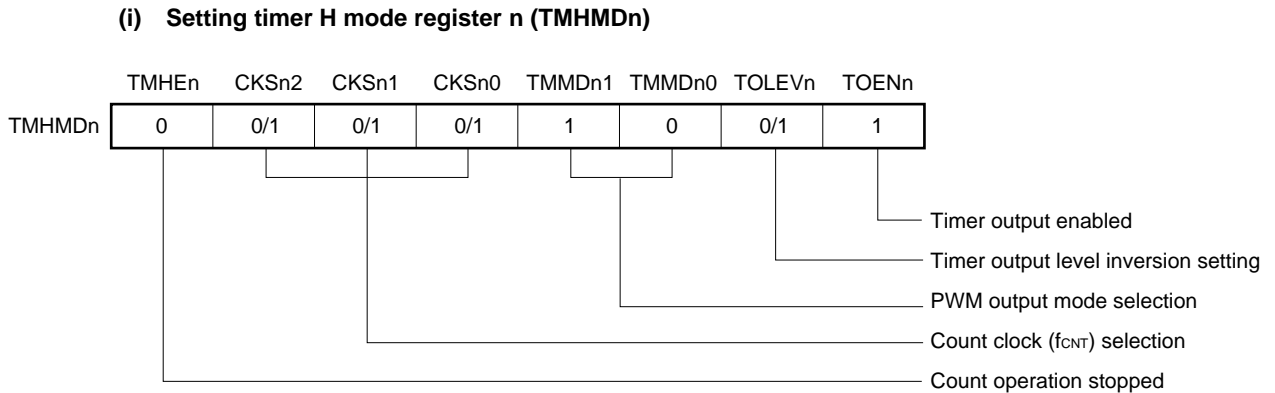 (i) Setting timer H mode register n (TMHMDn)
TMHEn CKSn2 CKSn1 CKSn0 TMMDn1 TMMDn0 TOLEVn TOENn
TMHMDn 0 0/1 0/1 0/1 1 0 0/1 1
Timer output enabled
Timer output level inversion setting
PWM output mode selection
Count clock (fCNT) selection
Count operation stopped